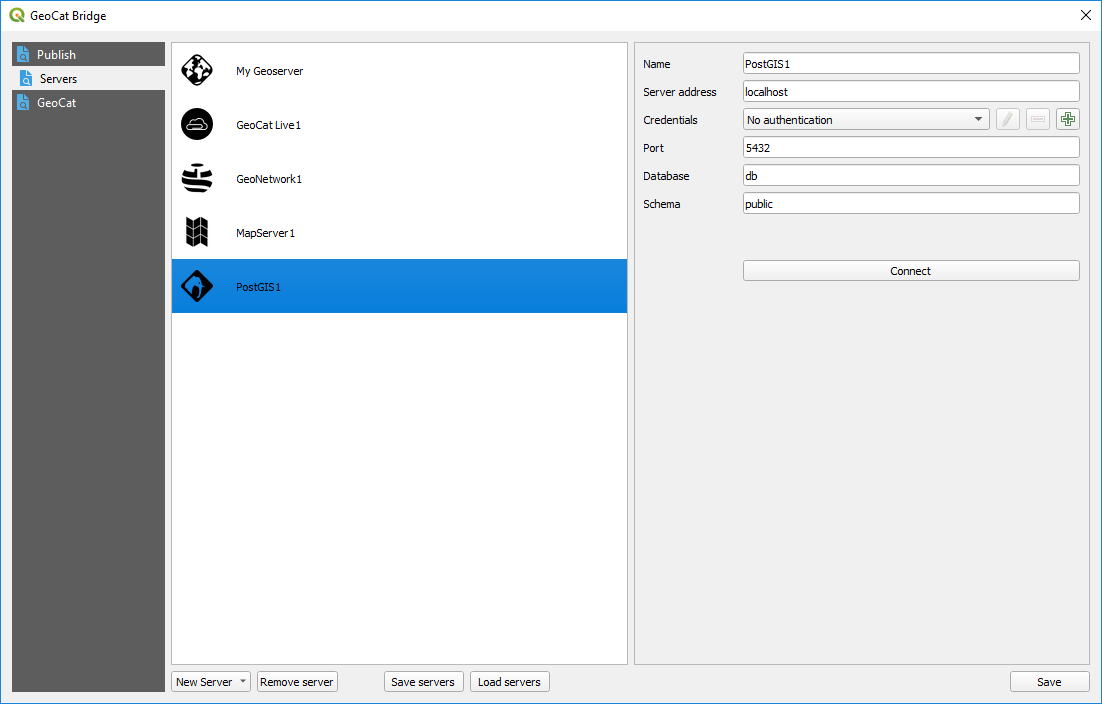 GeoCat Bridge
Publish
Servers
GeoCat
My Geoserver
GeoCat Live1
GeoNetwork1
MapServer1
PostGIS1
Name PostGIS1
Server address localhost
Credentials No authentication
Port 5432
Database db
Schema public
Connect
New Server Remove server Save servers Load servers Save